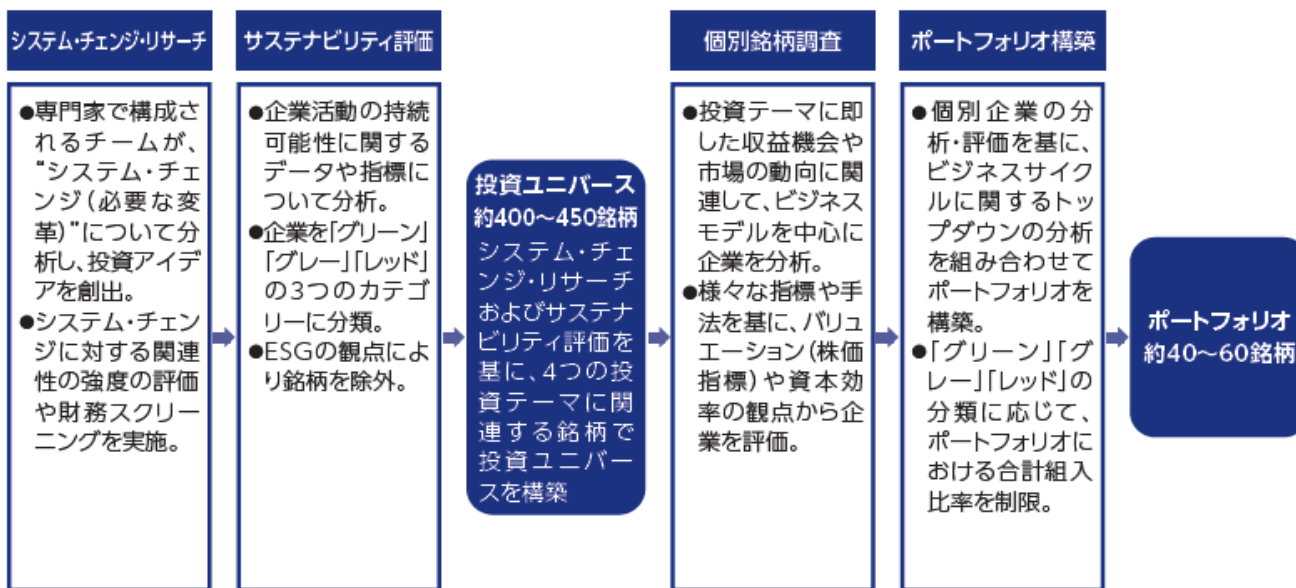 システム・チェンジ・リサーチ
●専門家で構成さ
れるチームが、
“システム・チェ
ンジ(必要な変
革)”について分
析し、投資アイデ
アを創出。
●システム・チェン
ジに対する関連
性の強度の評価
や財務スクリー
ニングを実施。
サステナビリティ評価
●企業活動の持続
可能性に関する
データや指標に
ついて分析。
●企業を「グリーン」
「グレー」「レッド」
の3つのカテゴ
リーに分類。
●ESGの観点によ
り銘柄を除外。
投資ユニバース
約400〜450銘柄
システム・チェ
ンジ・リサーチ
およびサステナ
ビリティ評価を
基に、4つの投
資テーマに関
連する銘柄で
投資ユニバー
スを構築
個別銘柄調査
●投資テーマに即
した収益機会や
市場の動向に関
連して、ビジネス
モデルを中心に
企業を分析。
●様々な指標や手
法を基に、バリュ
エーション(株価
指標)や資本効
率の観点から企
業を評価。
ポートフォリオ構築
●個別企業の分
析・評価を基に、
ビジネスサイク
ルに関するトッ
プダウンの分析
を組み合わせて
ポートフォリオを
構築。
●「グリーン」「グ
レー」「レッド」の
分類に応じて、
ポートフォリオに
おける合計組入
比率を制限。
ポートフォリオ
約40〜60銘柄